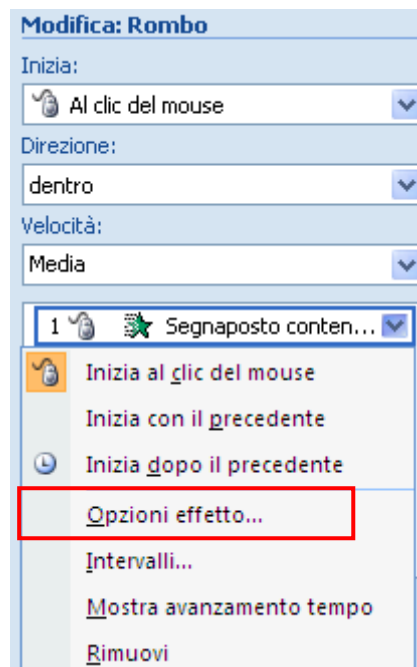 Modifica: Rombo
Inizia:
Al clic del mouse
Direzione:
dentro
Velocità:
Media
1 Segnaposto conten...
Inizia al clic del mouse
Inizia con il precedente
Inizia dopo il precedente
Opzioni effetto...
Intervalli...
Mostra avanzamento tempo
Rimuovi